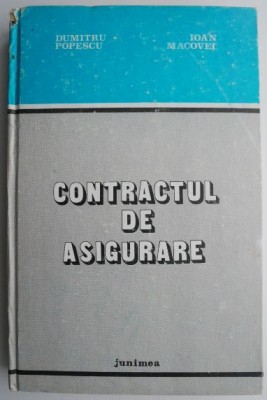 DUMITRU POPESCU
IOAN MACOVEI
CONTRACTUL
DE
ASIGURARE
junimea